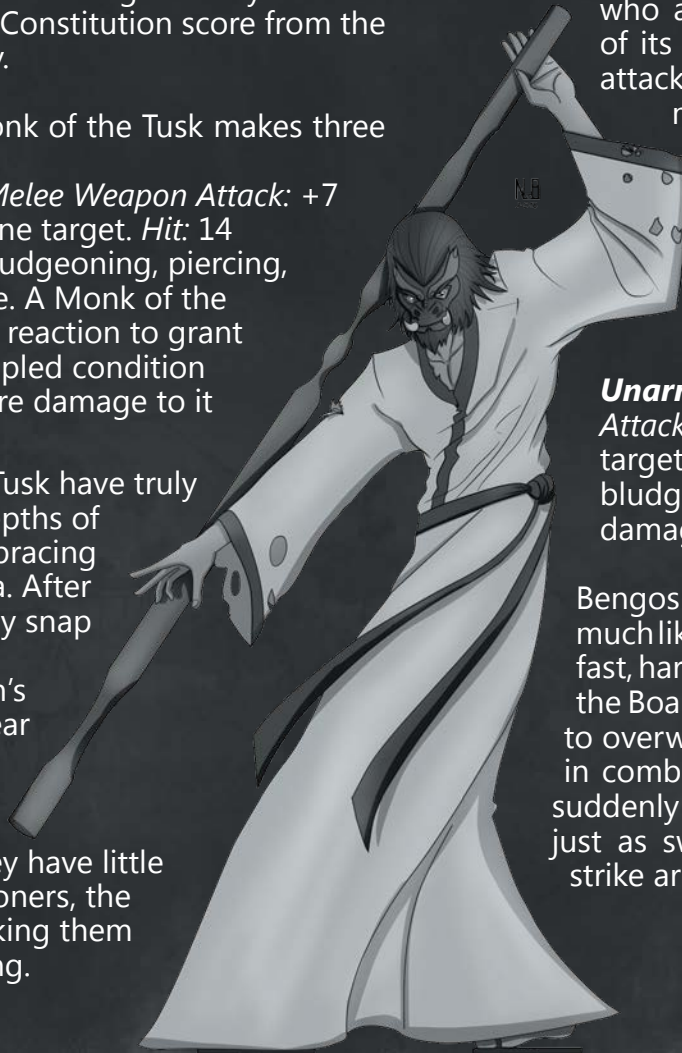 Constitution score from the
onk of the Tusk makes three
Melee Weapon Attack: +7
ne target. Hit: 14
udgeoning, piercing,
e. A Monk of the
reaction to grant
pled condition
re damage to it
Tusk have truly
pths of
bracing
a. After
y snap
n's
ear
ey have little
oners, the
king them
ng.
who a
of its
attack
N.B
Unarr
Attack
target
bludg
damag
Bengos
much lik
fast, har
the Boa
to overw
in comb
suddenly
just as sw
strike ar